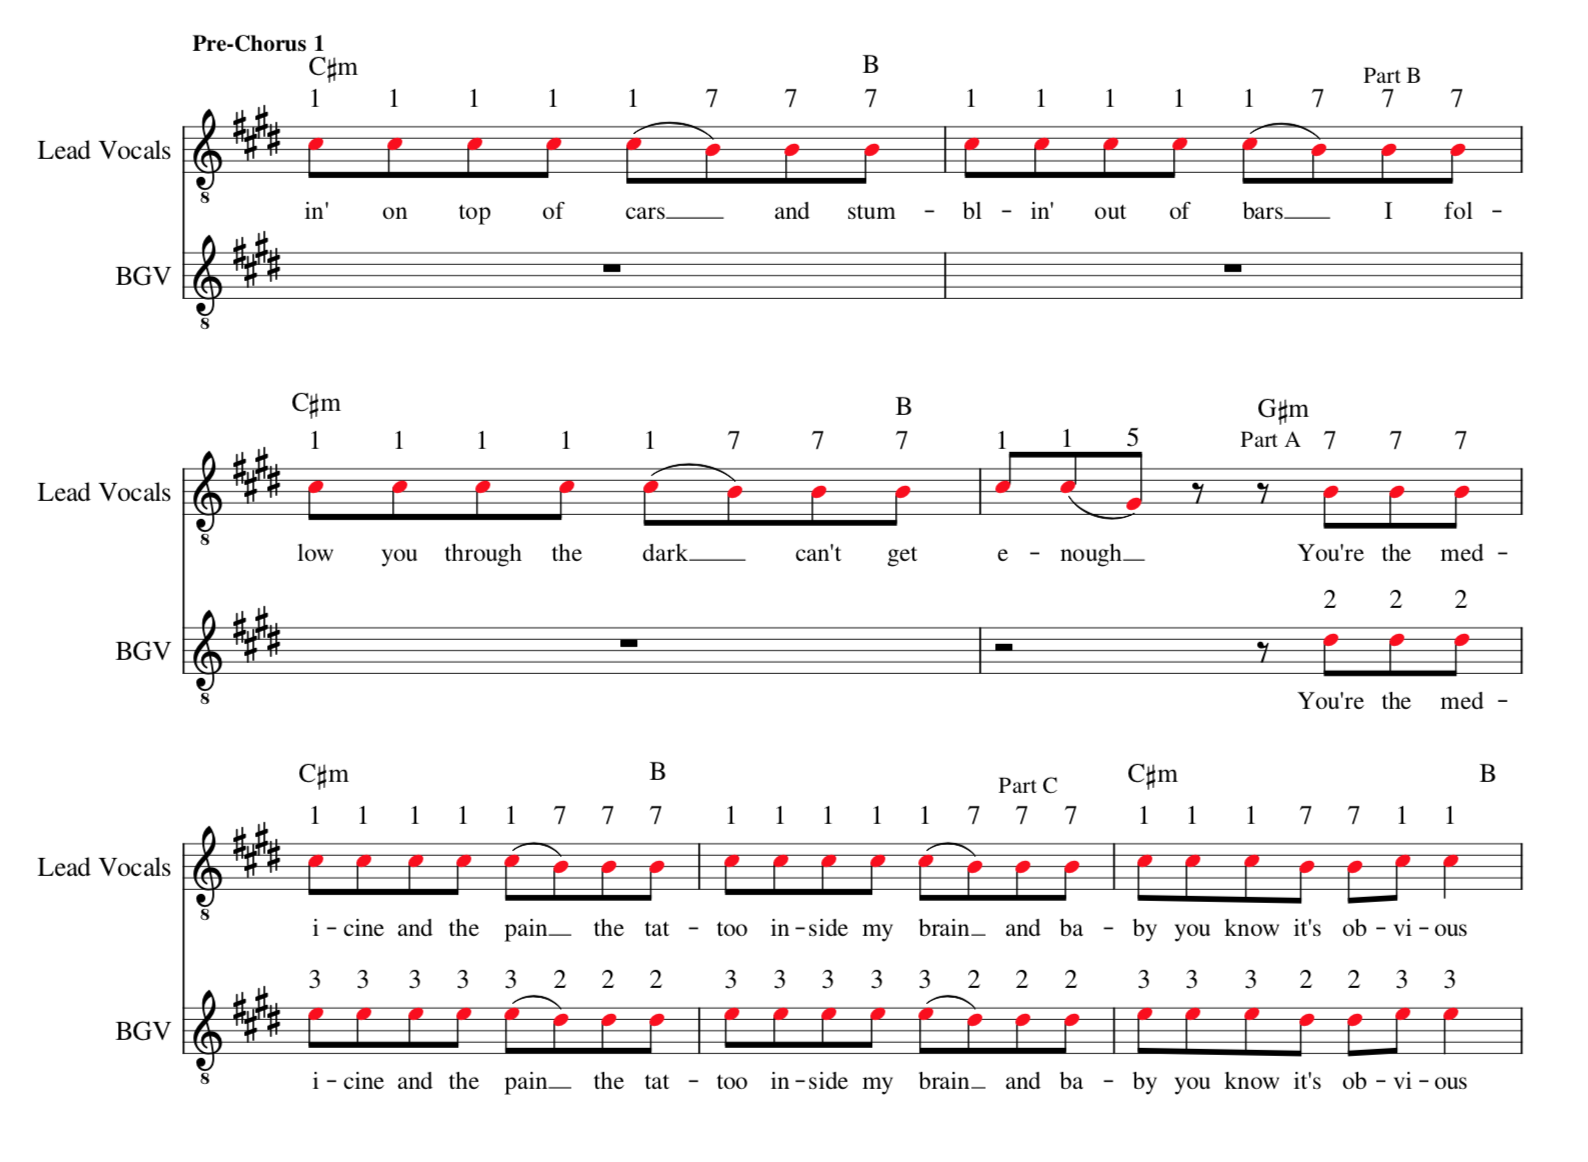 Pre-Chorus 1
C♯m B Part B
1 1 1 1 1 7 7 7 1 1 1 1 1 7 7 7
Lead Vocals
8
in' on top of cars and stum - bl - in' out of bars I fol -
BGV
8
C♯m B G♯m
1 1 1 1 1 7 7 7 1 1 5 Part A 7 7 7
Lead Vocals
8
low you through the dark can't get e - nough You're the med -
2 2 2
BGV
8
You're the med -
C♯m B Part C C♯m B
1 1 1 1 1 7 7 7 1 1 1 1 1 7 7 7 1 1 1 7 7 1 1
Lead Vocals
8
i - cine and the pain the tat - too in - side my brain and ba - by you know it's ob - vi - ous
3 3 3 3 3 2 2 2 3 3 3 3 3 2 2 2 3 3 3 2 2 3 3
BGV
8
i - cine and the pain the tat - too in - side my brain and ba - by you know it's ob - vi - ous